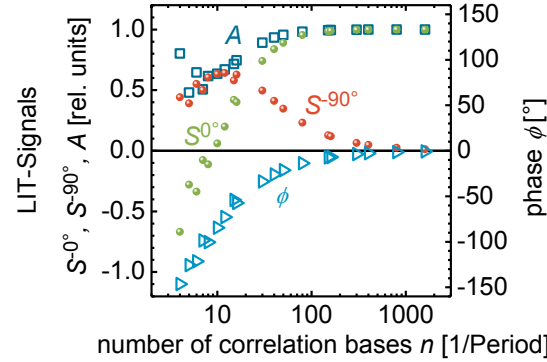 LIT-Signals
S-0°, S-90°, A [rel. units]
1.0
0.5
0.0
-0.5
-1.0
A
S-90°
S0°
ϕ
150
100
50
0
-50
-100
-150
phase ϕ [°]
10 100 1000
number of correlation bases n [1/Period]